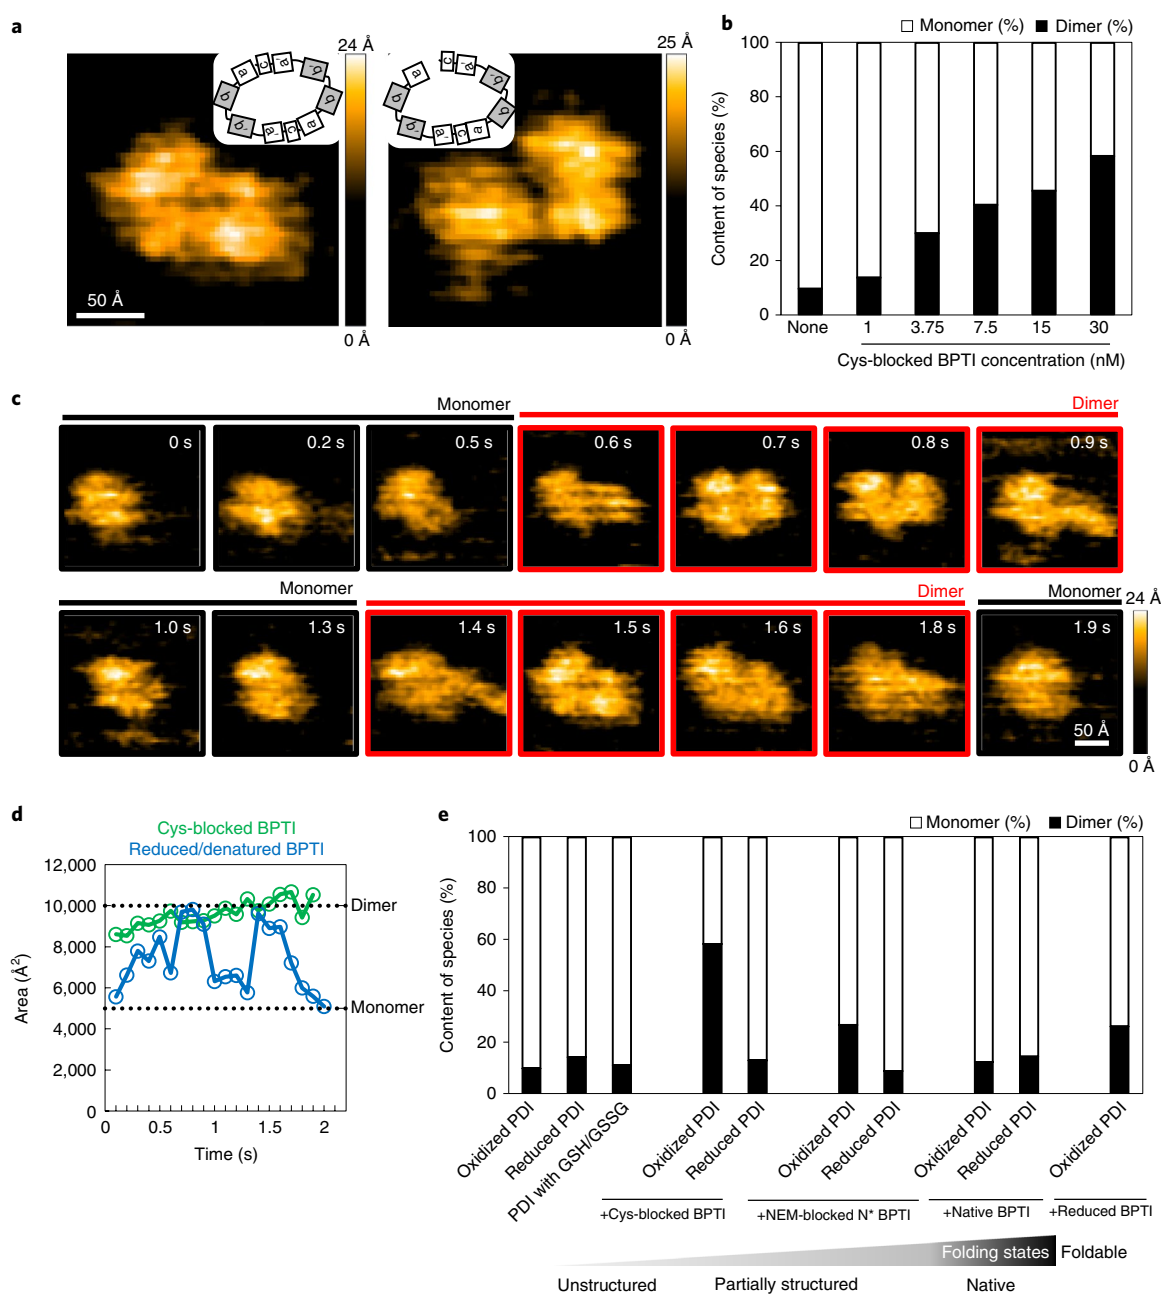 a
24 Å
0 Å
50 Å
a c a' b' b a c a' b' b
25 Å
0 Å
a c a' b' b a c a' b' b
b
Monomer (%) Dimer (%)
Content of species (%)
100
80
60
40
20
0
None 1 3.75 7.5 15 30
Cys-blocked BPTI concentration (nM)
c
Monomer Dimer
0 s 0.2 s 0.5 s 0.6 s 0.7 s 0.8 s 0.9 s
Monomer Dimer Monomer
1.0 s 1.3 s 1.4 s 1.5 s 1.6 s 1.8 s 1.9 s
50 Å
24 Å
0 Å
d
Cys-blocked BPTI
Reduced/denatured BPTI
Area (Å²)
12,000
10,000
8,000
6,000
4,000
2,000
0
Dimer
Monomer
0 0.5 1 1.5 2
Time (s)
e
Monomer (%) Dimer (%)
Content of species (%)
100
80
60
40
20
0
Oxidized PDI
Reduced PDI
PDI with GSH/GSSG
Oxidized PDI
Reduced PDI
Oxidized PDI
Reduced PDI
Oxidized PDI
Reduced PDI
Oxidized PDI
+Cys-blocked BPTI +NEM-blocked N* BPTI +Native BPTI +Reduced BPTI
Folding states Foldable
Unstructured Partially structured Native